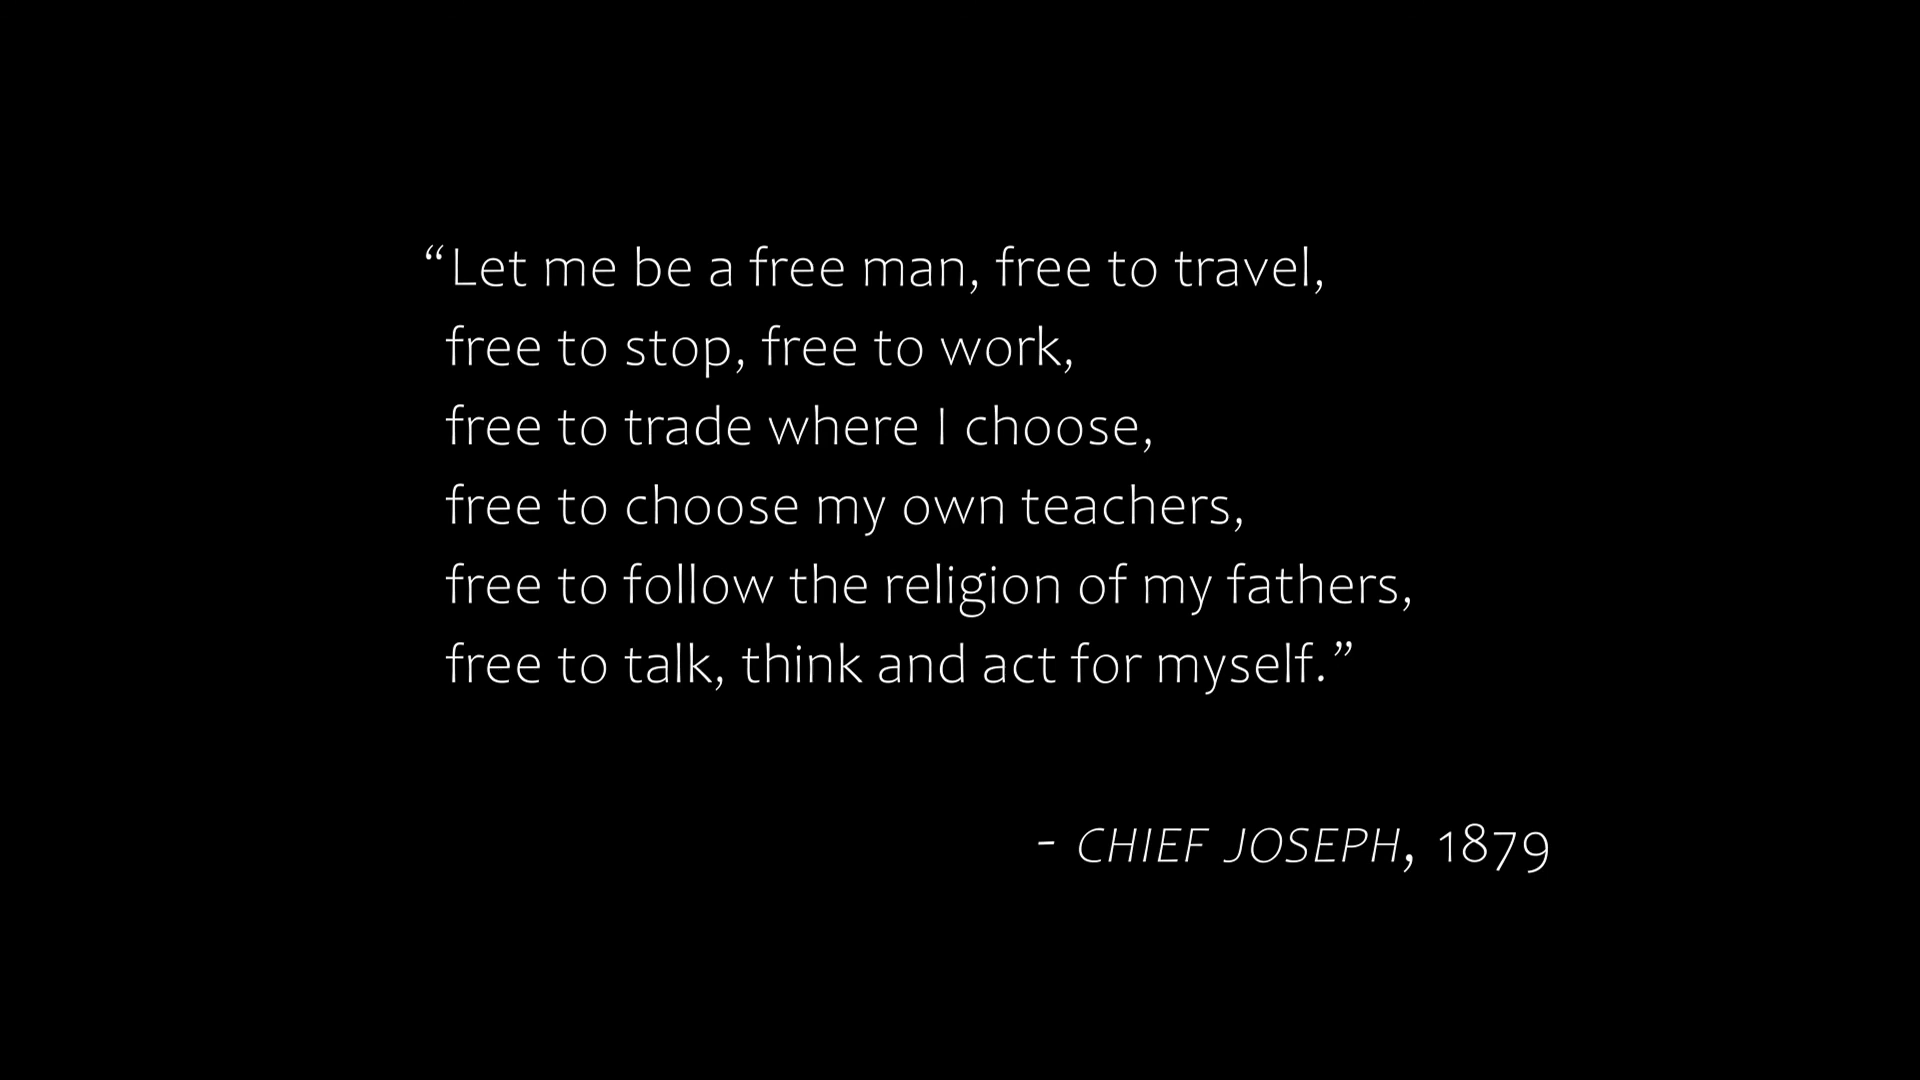 “Let me be a free man, free to travel,
free to stop, free to work,
free to trade where I choose,
free to choose my own teachers,
free to follow the religion of my fathers,
free to talk, think and act for myself.”
- CHIEF JOSEPH, 1879